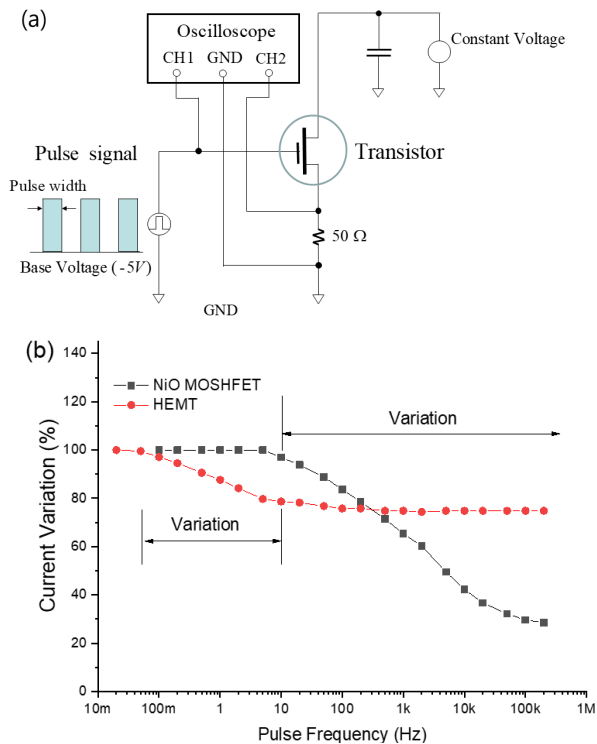 (a)
Oscilloscope
CH1 GND CH2
Constant Voltage
Pulse signal
Transistor
Pulse width
50 Ω
Base Voltage (-5V)
GND
(b)
140
120
100
80
60
40
20
0
Current Variation (%)
NiO MOSHFET
HEMT
Variation
Variation
10m 100m 1 10 100 1k 10k 100k 1M
Pulse Frequency (Hz)